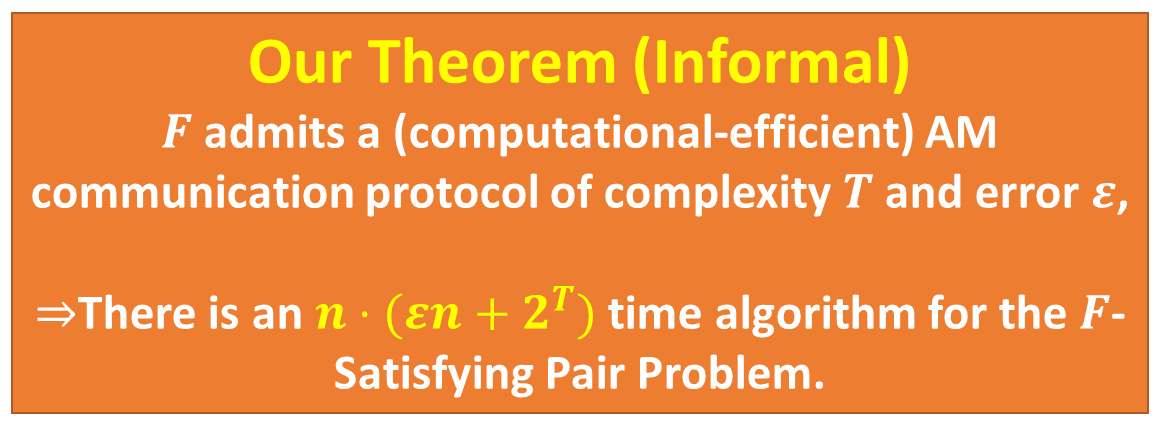 Our Theorem (Informal)
F admits a (computational-efficient) AM
communication protocol of complexity T and error ε,
⇒There is an n · (εn + 2^T) time algorithm for the F-
Satisfying Pair Problem.